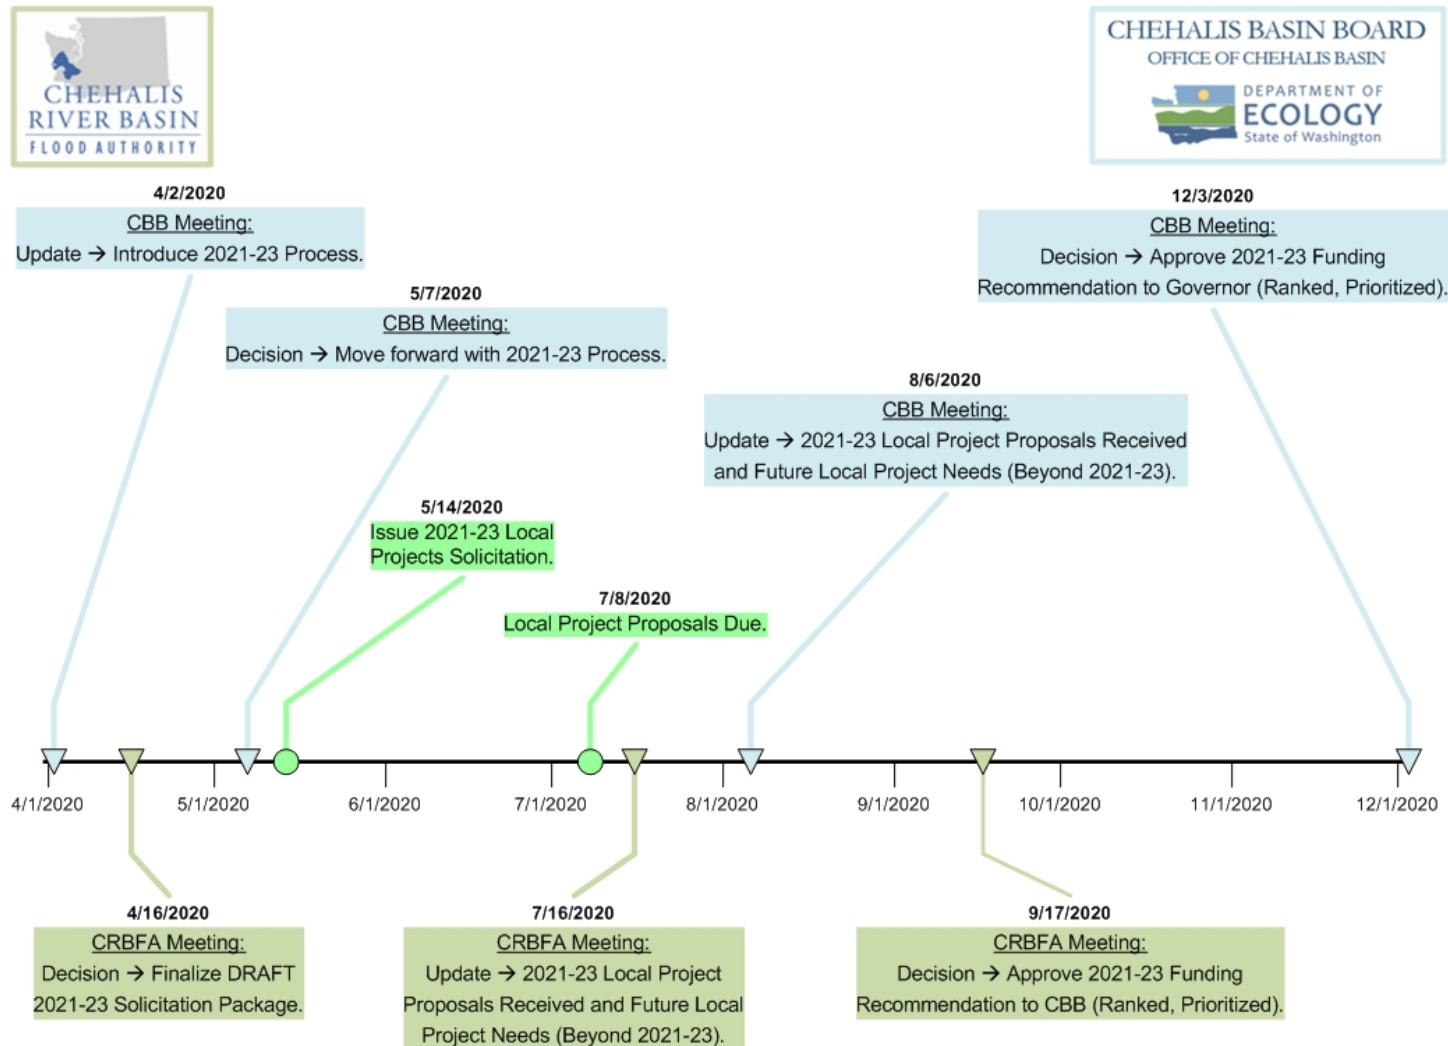 CHEHALIS
RIVER BASIN
FLOOD AUTHORITY
CHEHALIS BASIN BOARD
OFFICE OF CHEHALIS BASIN
DEPARTMENT OF
ECOLOGY
State of Washington
4/2/2020
CBB Meeting:
Update → Introduce 2021-23 Process.
5/7/2020
CBB Meeting:
Decision → Move forward with 2021-23 Process.
12/3/2020
CBB Meeting:
Decision → Approve 2021-23 Funding
Recommendation to Governor (Ranked, Prioritized).
8/6/2020
CBB Meeting:
Update → 2021-23 Local Project Proposals Received
and Future Local Project Needs (Beyond 2021-23).
5/14/2020
Issue 2021-23 Local
Projects Solicitation.
7/8/2020
Local Project Proposals Due.
4/1/2020
5/1/2020
6/1/2020
7/1/2020
8/1/2020
9/1/2020
10/1/2020
11/1/2020
12/1/2020
4/16/2020
CRBFA Meeting:
Decision → Finalize DRAFT
2021-23 Solicitation Package.
7/16/2020
CRBFA Meeting:
Update → 2021-23 Local Project
Proposals Received and Future Local
Project Needs (Beyond 2021-23).
9/17/2020
CRBFA Meeting:
Decision → Approve 2021-23 Funding
Recommendation to CBB (Ranked, Prioritized).